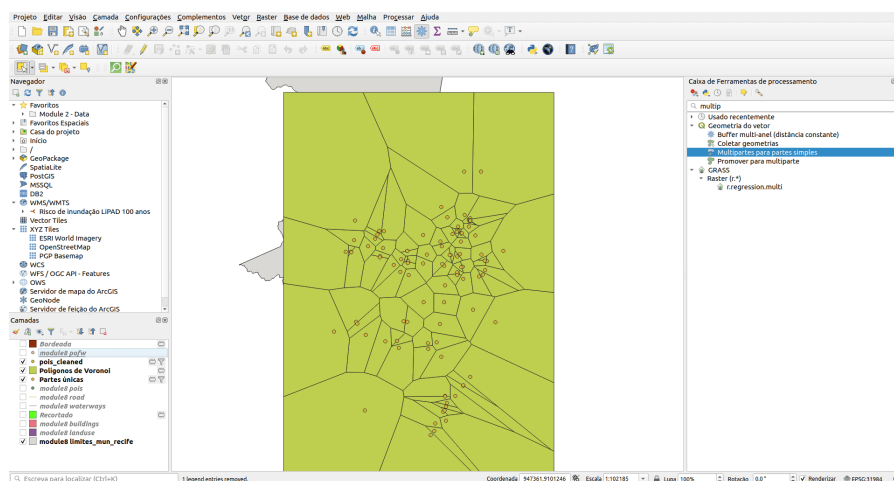 Projeto Editar Visão Camada Configurações Complementos Vetor Raster Base de dados Web Malha Processar Ajuda
Navegador
Favoritos
Module 2 - Data
Favoritos Espaciais
Casa do projeto
Início
/
GeoPackage
SpatiaLite
PostGIS
MSSQL
DB2
WMS/WMTS
Risco de inundação LiPAD 100 anos
Vector Tiles
XYZ Tiles
ESRI World Imagery
OpenStreetMap
PGP Basemap
WCS
WFS / OGC API - Features
OWS
Servidor de mapa do ArcGIS
GeoNode
Servidor de feição do ArcGIS
Camadas
Bordeada
module8 pofw
pois_cleaned
Polígonos de Voronoi
Partes únicas
module8 pois
module8 road
module8 waterways
Recortado
module8 buildings
module8 landuse
module8 limites_mun_recife
Caixa de Ferramentas de processamento
multip
Usado recentemente
Geometria do vetor
Buffer multi-anel (distância constante)
Coletar geometrias
Multipartes para partes simples
Promover para multiparte
GRASS
Raster (r.*)
r.regression.multi
Escreva para localizar (Ctrl+K)
1 legend entries removed.
Coordenada 947361.9101246 Escala 1:102185 Lupa 100% Rotação 0.0° Renderizar EPSG:31984